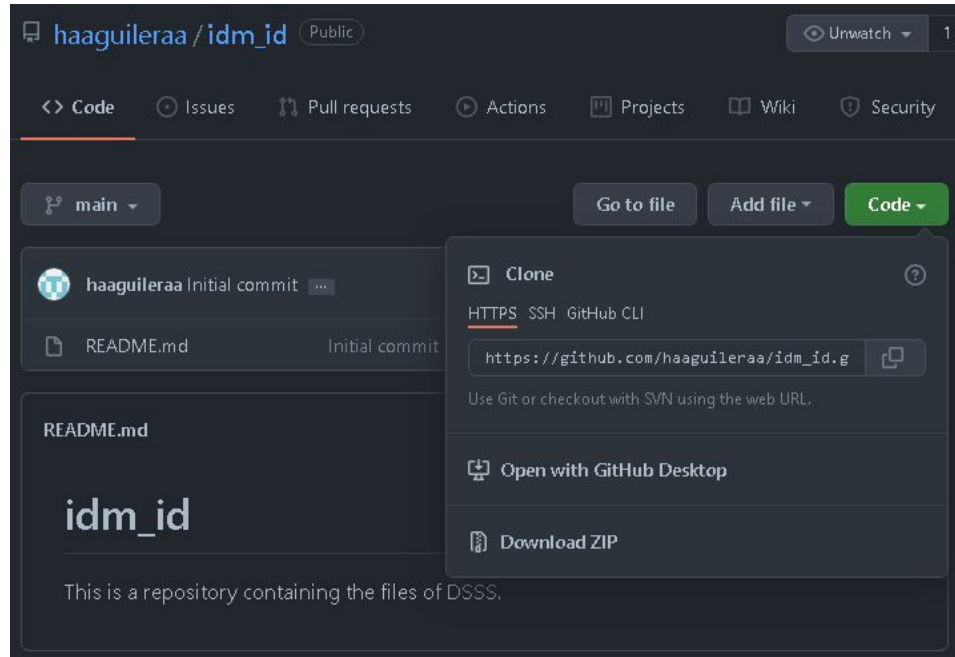 haaguileraa / idm_id Public Unwatch 1
<> Code Issues Pull requests Actions Projects Wiki Security
main Go to file Add file Code
haaguileraa Initial commit ...
README.md Initial commit
Clone
HTTPS SSH GitHub CLI
https://github.com/haaguileraa/idm_id.g
Use Git or checkout with SVN using the web URL.
Open with GitHub Desktop
Download ZIP
README.md
idm_id
This is a repository containing the files of DSSS.